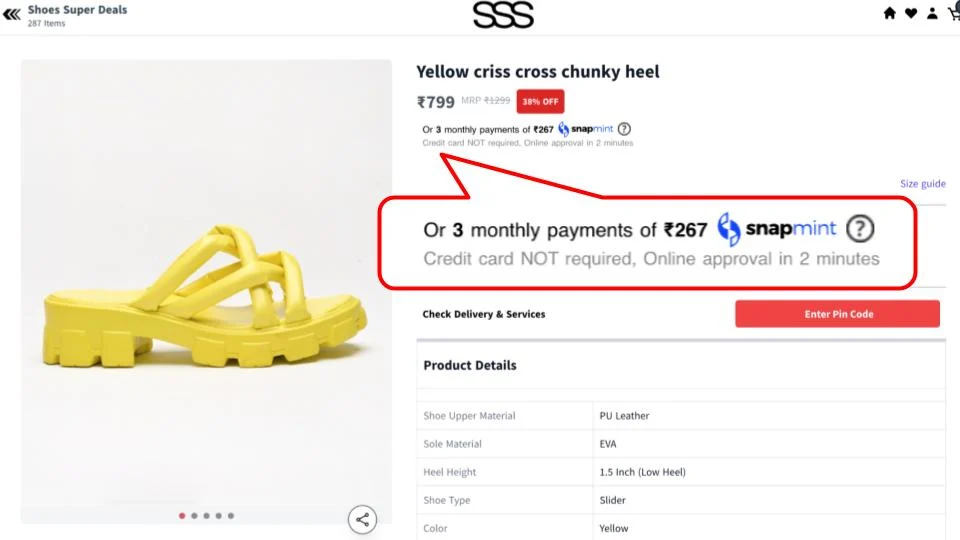 Shoes Super Deals
287 Items
SSS
Yellow criss cross chunky heel
₹799 MRP ₹1299 38% OFF
Or 3 monthly payments of ₹267 snapmint ?
Credit card NOT required, Online approval in 2 minutes
Size guide
Or 3 monthly payments of ₹267 snapmint ?
Credit card NOT required, Online approval in 2 minutes
Check Delivery & Services Enter Pin Code
Product Details
Shoe Upper Material PU Leather
Sole Material EVA
Heel Height 1.5 Inch (Low Heel)
Shoe Type Slider
Color Yellow